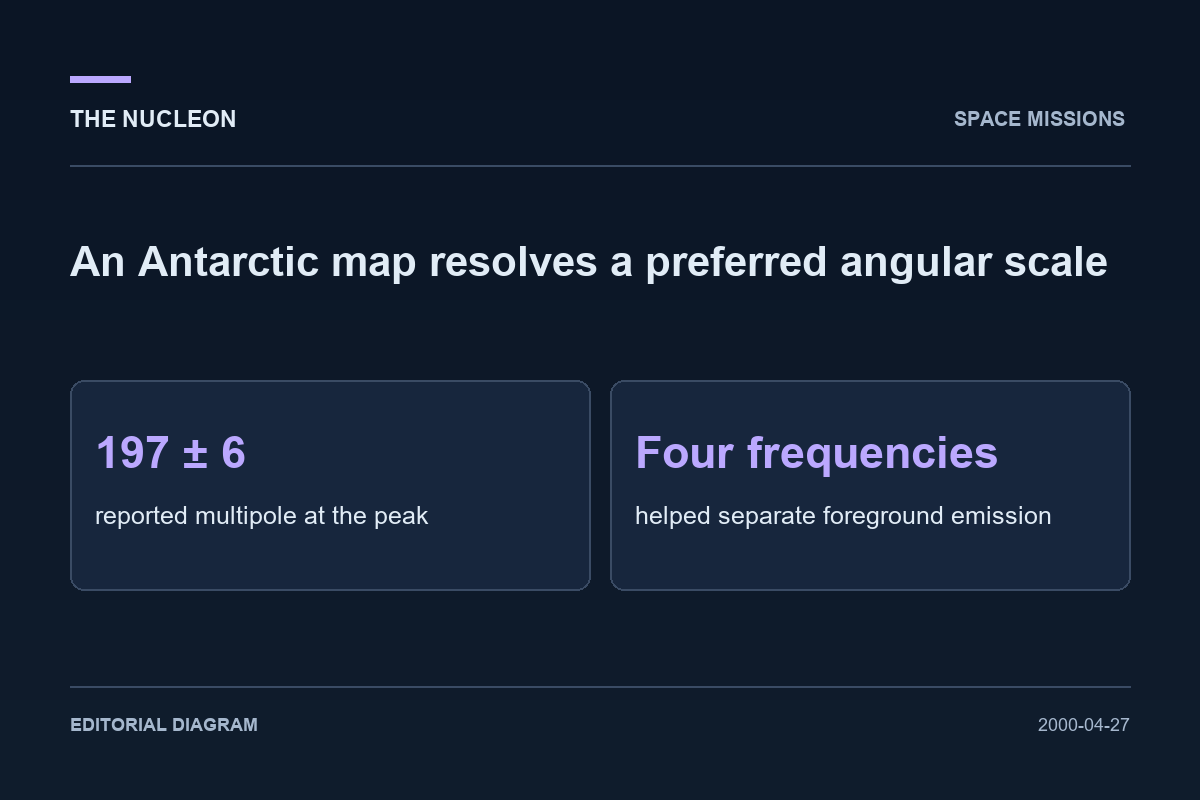 THE NUCLEON
SPACE MISSIONS
An Antarctic map resolves a preferred angular scale
197 ± 6
reported multipole at the peak
Four frequencies
helped separate foreground emission
EDITORIAL DIAGRAM
2000-04-27